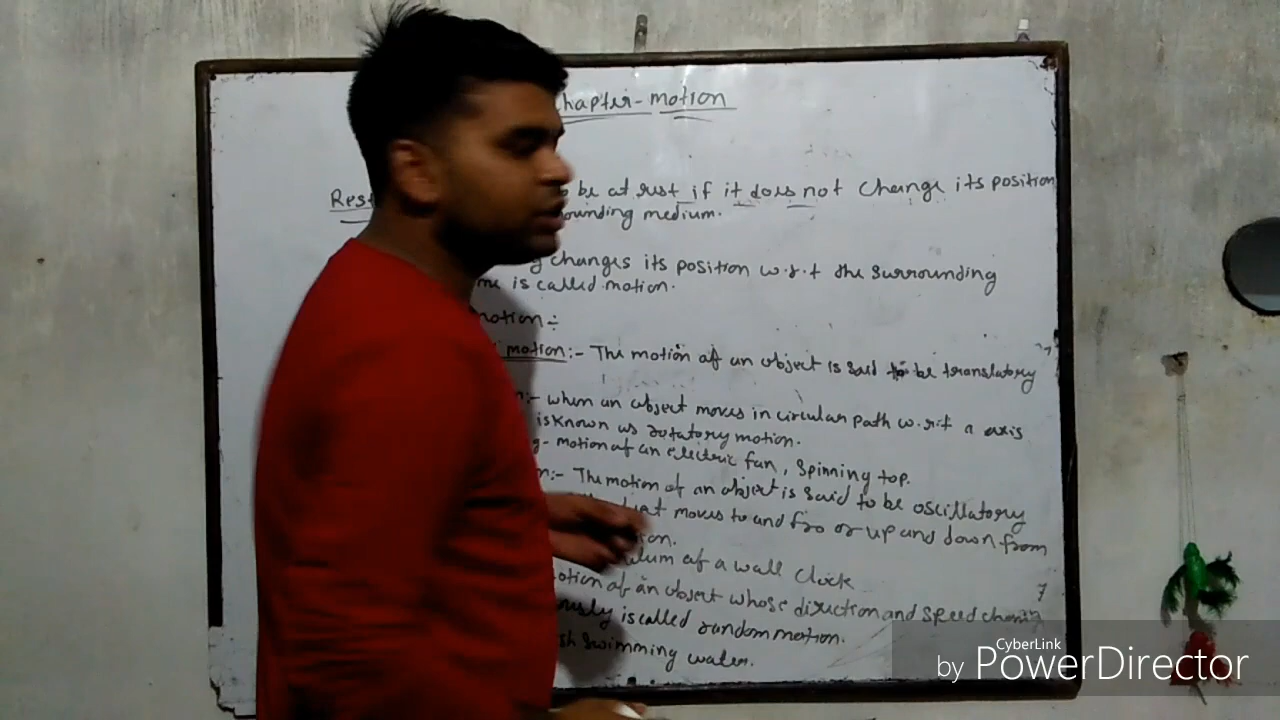 chapter-motion
Rest be at rest if it does not change its position
ounding medium.
g changes its position w.r.t the surrounding
me is called motion.
motion÷
motion:- The motion of an object is said to be translatory
n:- when an object moves in circular path w.r.t a axis
is known as rotatory motion.
g- motion of an electric fan, spinning top.
n:- The motion of an object is said to be oscillatory
moves to and fro or up and down from
on.
ulum of a wall clock
otion of an object whose direction and speed
ously is called random motion.
sh swimming water.
CyberLink
by PowerDirector